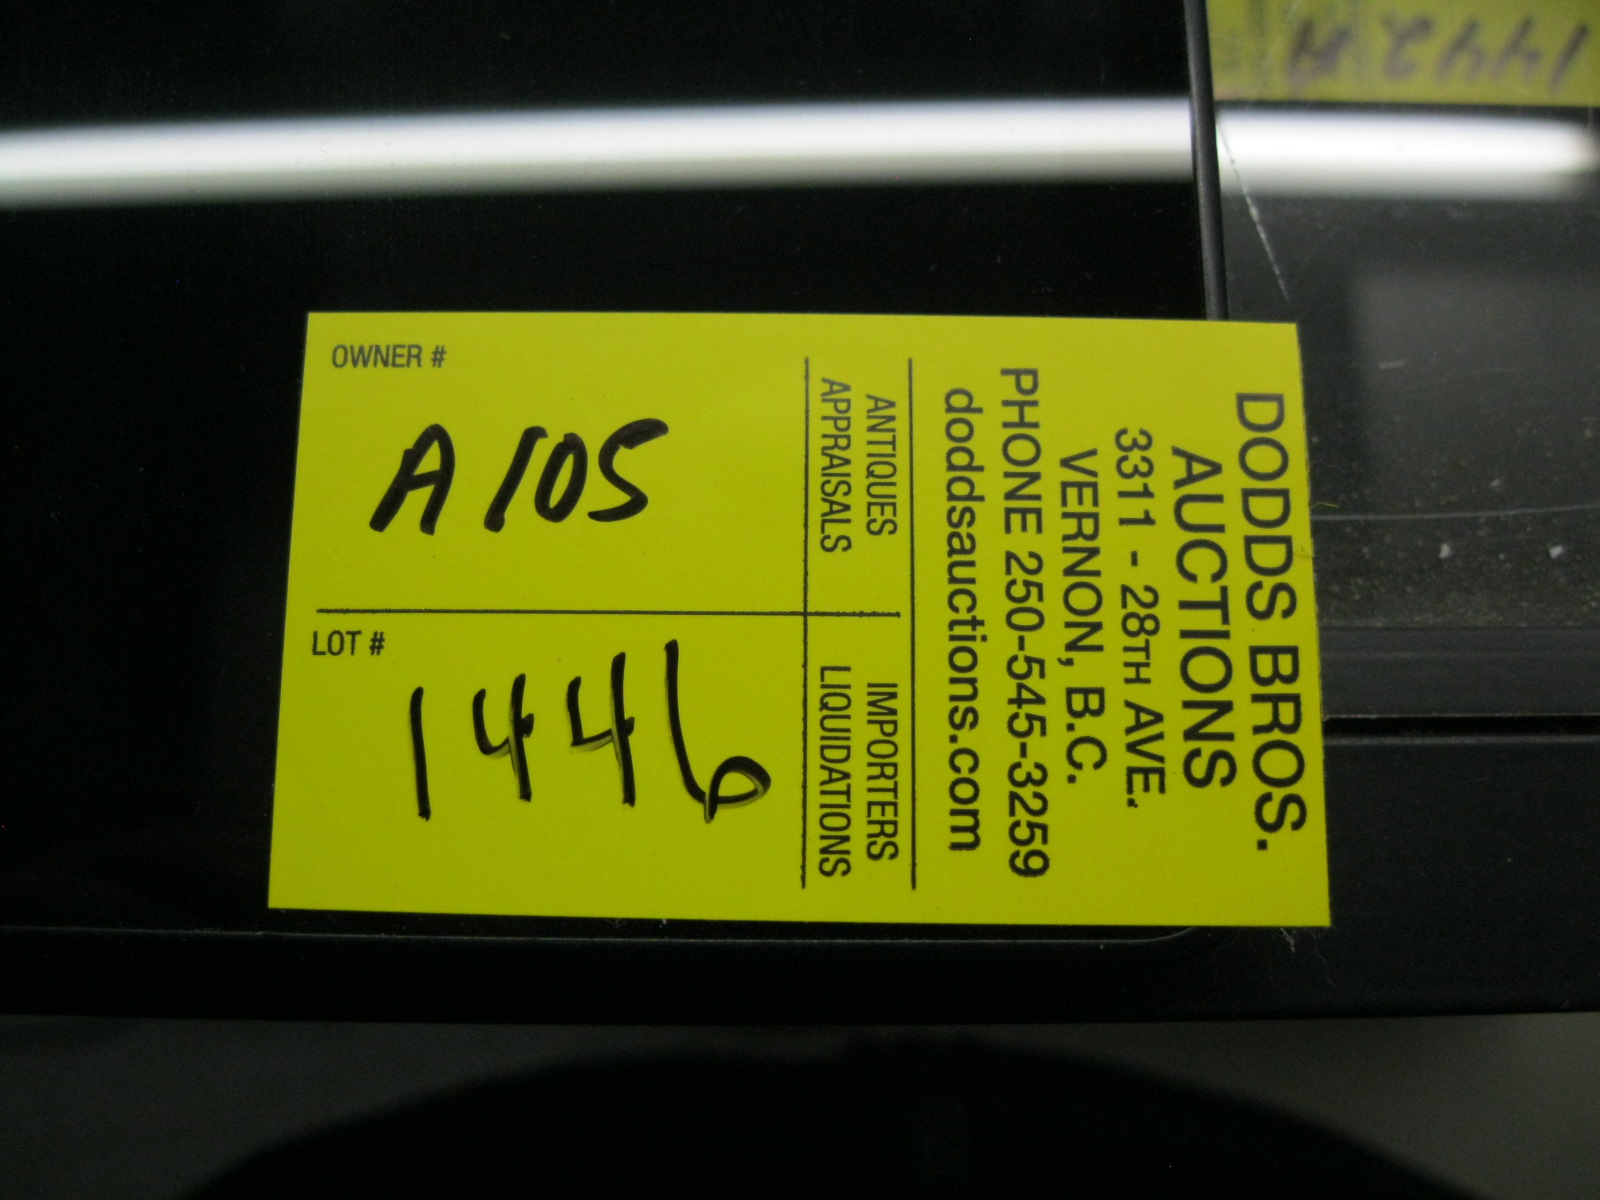 DODDS BROS.
AUCTIONS
3311 - 28TH AVE.
VERNON, B.C.
PHONE 250-545-3259
doddsauctions.com
ANTIQUES
APPRAISALS
IMPORTERS
LIQUIDATIONS
OWNER #
A105
LOT #
1446